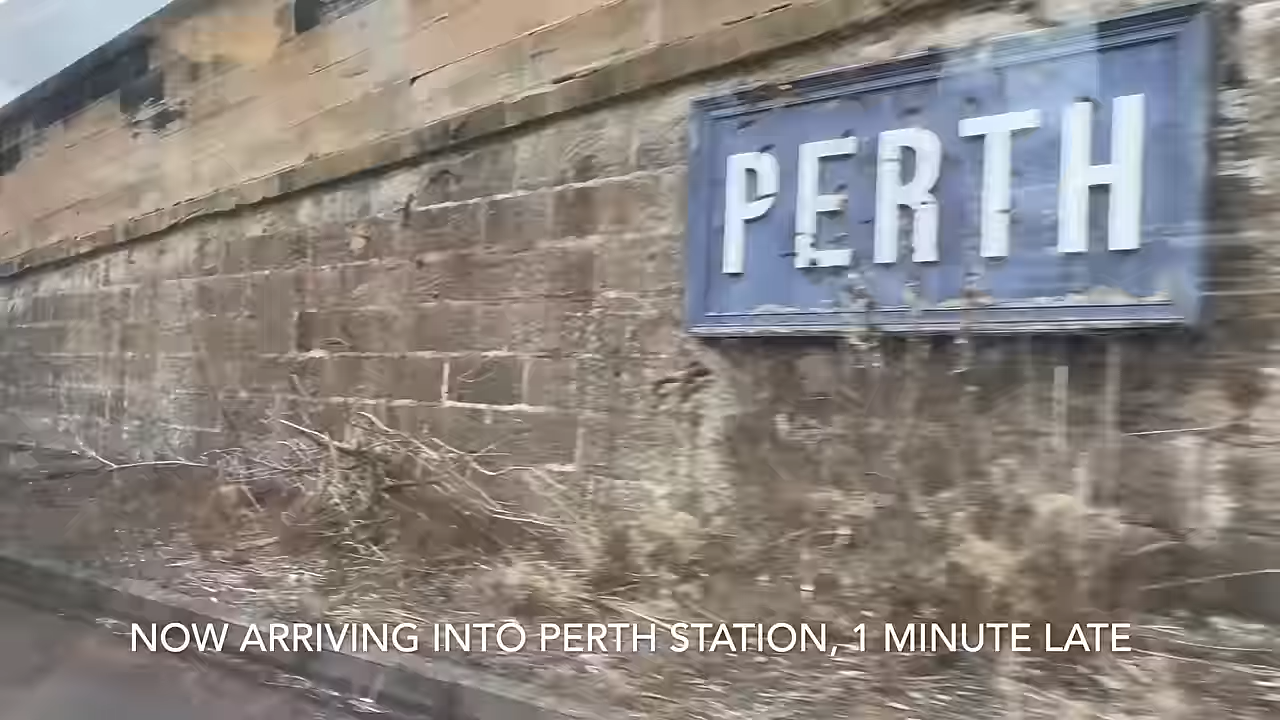 PERTH
NOW ARRIVING INTO PERTH STATION, 1 MINUTE LATE